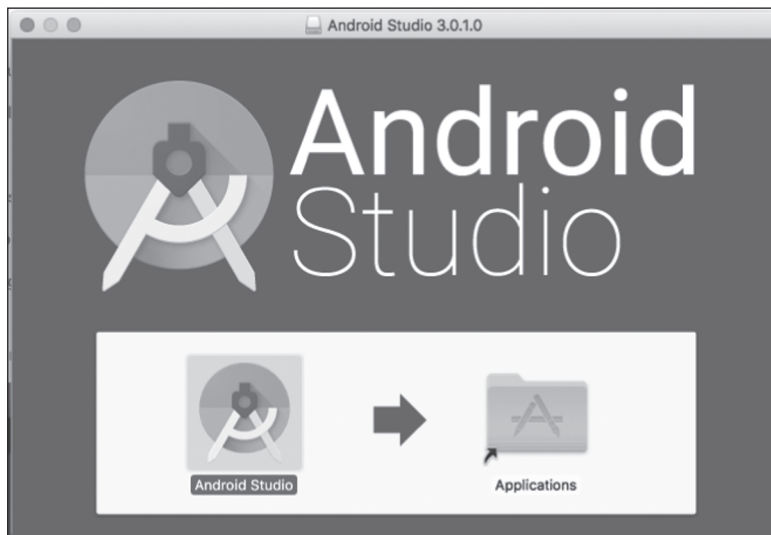 Android Studio 3.0.1.0
Android
Studio
Android Studio
Applications